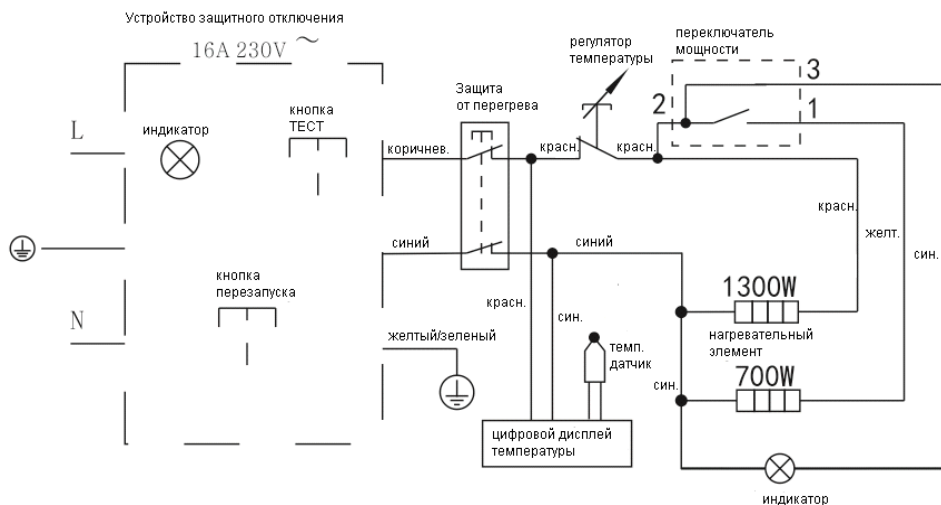 Устройство защитного отключения
16A 230V ~
L
индикатор
кнопка
ТЕСТ
N
кнопка
перезапуска
коричнев.
синий
желтый/зеленый
Защита
от перегрева
красн.
регулятор
температуры
красн.
переключатель
мощности
2
3
1
синий
красн.
син.
темп.
датчик
цифровой дисплей
температуры
красн.
желт.
син.
1300W
нагревательный
элемент
700W
син.
индикатор